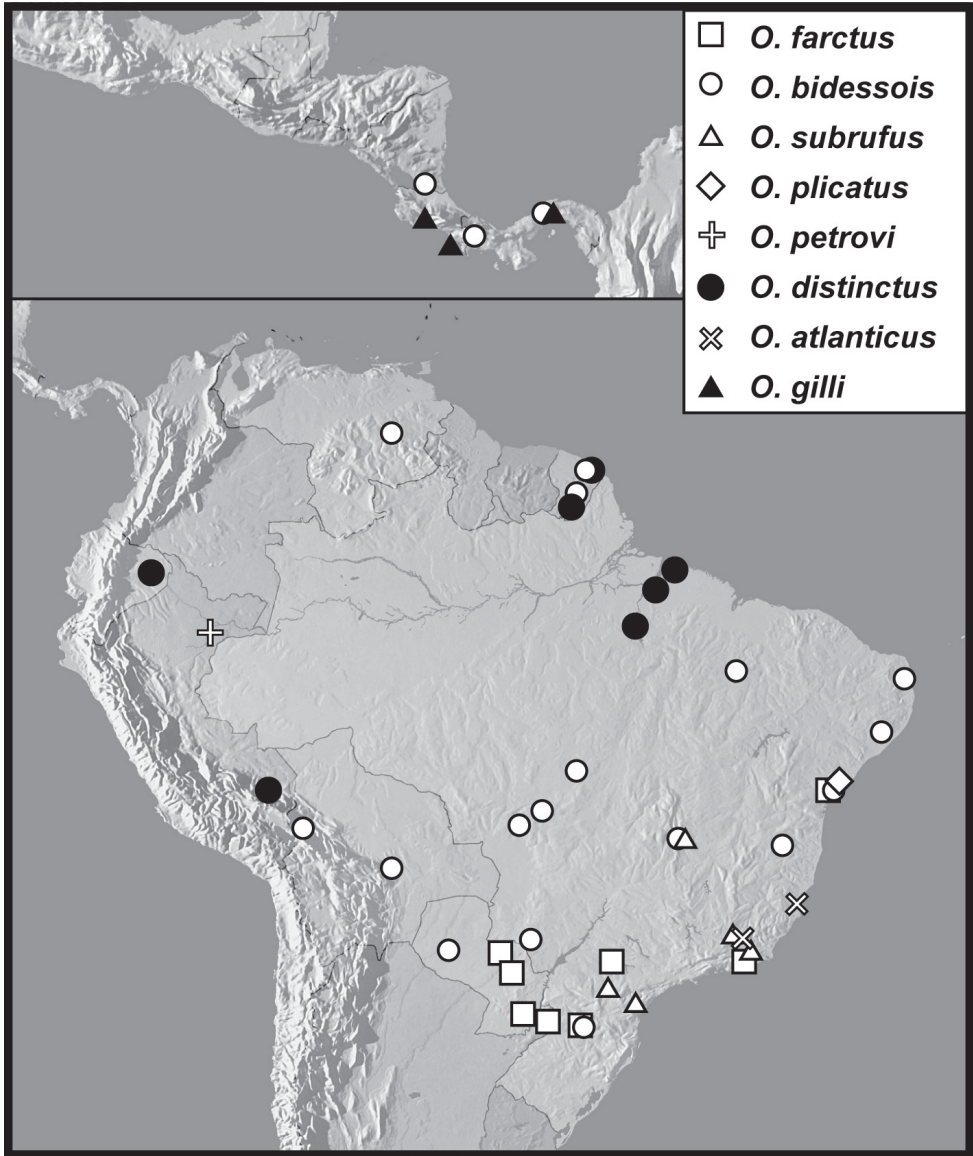 O. farctus
O. bidessois
O. subrufus
O. plicatus
O. petrovi
O. distinctus
O. atlanticus
O. gilli